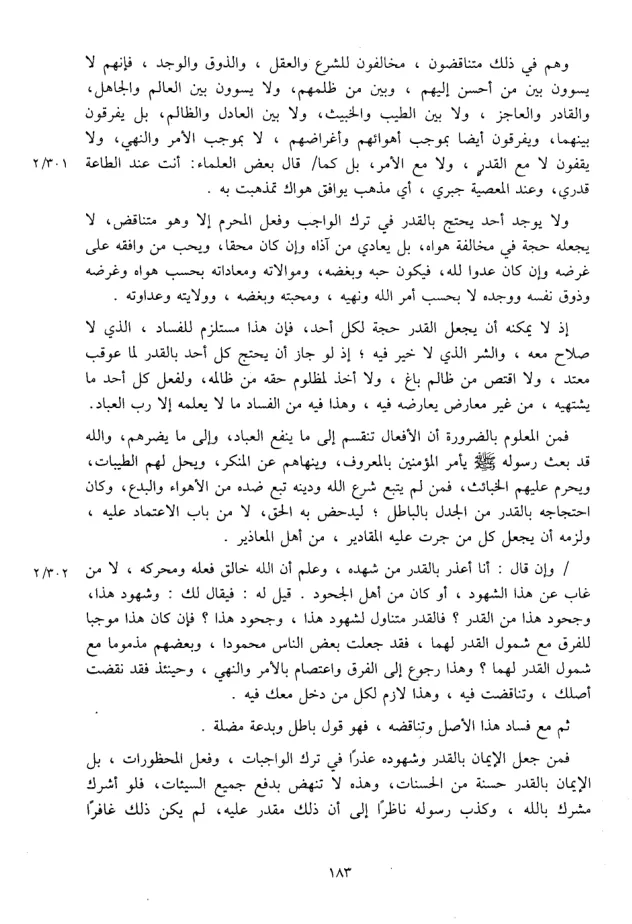 وهم في ذلك متناقضون ، مخالفون للشرع والعقل ، والذوق والوجد ، فإنهم لا
يسوون بين من أحسن إليهم ، وبين من ظلمهم، ولا يسوون بين العالم والجاهل،
والقادر والعاجز ، ولا بين الطيب والخبيث، ولا بين العادل والظالم، بل يفرقون
بينهما، ويفرقون أيضا بموجب أهوائهم وأغراضهم ، لا بموجب الأمر والنهي، ولا
يقفون لا مع القدر ، ولا مع الأمر، بل كما/ قال بعض العلماء: أنت عند الطاعة ٢/٣٠١
قدري، وعند المعصية جبري ، أي مذهب يوافق هواك تمذهبت به .
ولا يوجد أحد يحتج بالقدر في ترك الواجب وفعل المحرم إلا وهو متناقض، لا
يجعله حجة في مخالفة هواه، بل يعادي من آذاه وإن كان محقا، ويحب من وافقه على
غرضه وإن كان عدوا لله، فيكون حبه وبغضه، وموالاته ومعاداته بحسب هواه وغرضه
وذوق نفسه ووجده لا بحسب أمر الله ونهيه ، ومحبته وبغضه ، وولايته وعداوته .
إذ لا يمكنه أن يجعل القدر حجة لكل أحد، فإن هذا مستلزم للفساد ، الذي لا
صلاح معه ، والشر الذي لا خير فيه ؛ إذ لو جاز أن يحتج كل أحد بالقدر لما عوقب
معتد ، ولا اقتص من ظالم باغ ، ولا أخذ لمظلوم حقه من ظالمه، ولفعل كل أحد ما
يشتهيه ، من غير معارض يعارضه فيه ، وهذا فيه من الفساد ما لا يعلمه إلا رب العباد.
فمن المعلوم بالضرورة أن الأفعال تنقسم إلى ما ينفع العباد، وإلى ما يضرهم، والله
قد بعث رسوله ﷺ يأمر المؤمنين بالمعروف، وينهاهم عن المنكر، ويحل لهم الطيبات،
ويحرم عليهم الخبائث، فمن لم يتبع شرع الله ودينه تبع ضده من الأهواء والبدع، وكان
احتجاجه بالقدر من الجدل بالباطل ؛ ليدحض به الحق، لا من باب الاعتماد عليه ،
ولزمه أن يجعل كل من جرت عليه المقادير ، من أهل المعاذير .
/ وإن قال : أنا أعذر بالقدر من شهده ، وعلم أن الله خالق فعله ومحركه ، لا من ٢/٣٠٢
غاب عن هذا الشهود ، أو كان من أهل الجحود . قيل له : فيقال لك : وشهود هذا،
وجحود هذا من القدر ؟ فالقدر متناول لشهود هذا ، وجحود هذا ؟ فإن كان هذا موجبا
للفرق مع شمول القدر لهما ، فقد جعلت بعض الناس محمودا ، وبعضهم مذموما مع
شمول القدر لهما ؟ وهذا رجوع إلى الفرق واعتصام بالأمر والنهي ، وحينئذ فقد نقضت
أصلك ، وتناقضت فيه ، وهذا لازم لكل من دخل معك فيه .
ثم مع فساد هذا الأصل وتناقضه ، فهو قول باطل وبدعة مضلة .
فمن جعل الإيمان بالقدر وشهوده عذرًا في ترك الواجبات ، وفعل المحظورات ، بل
الإيمان بالقدر حسنة من الحسنات، وهذه لا تنهض بدفع جميع السيئات، فلو أشرك
مشرك بالله ، وكذب رسوله ناظرًا إلى أن ذلك مقدر عليه، لم يكن ذلك غافرًا
١٨٣